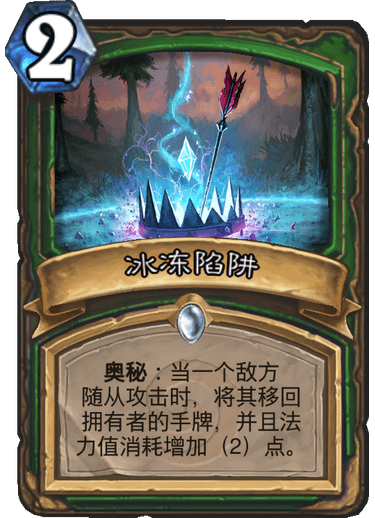 2
冰冻陷阱
奥秘：当一个敌方
随从攻击时，将其移回
拥有者的手牌，并且法
力值消耗增加（2）点。